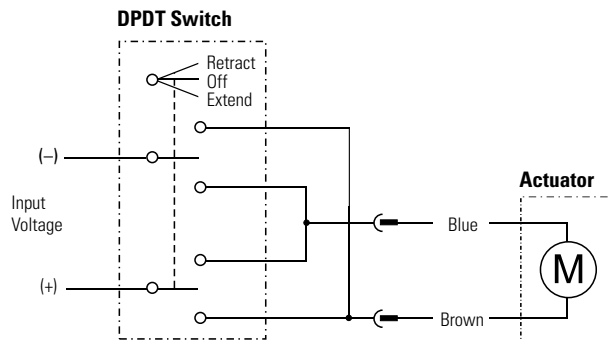 DPDT Switch
Retract
Off
Extend
(–)
Input
Voltage
(+)
Blue
Brown
Actuator
M